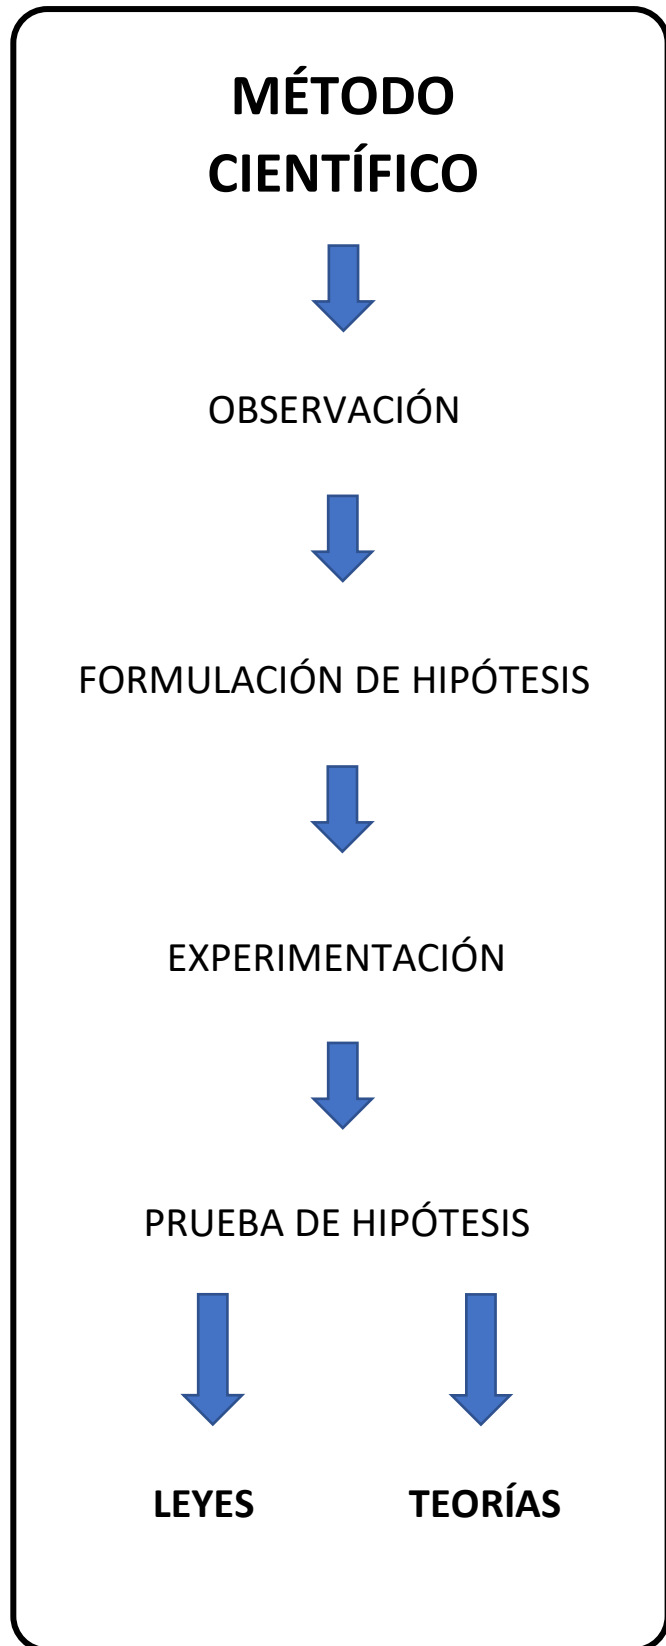 MÉTODO
CIENTÍFICO
OBSERVACIÓN
FORMULACIÓN DE HIPÓTESIS
EXPERIMENTACIÓN
PRUEBA DE HIPÓTESIS
LEYES TEORÍAS